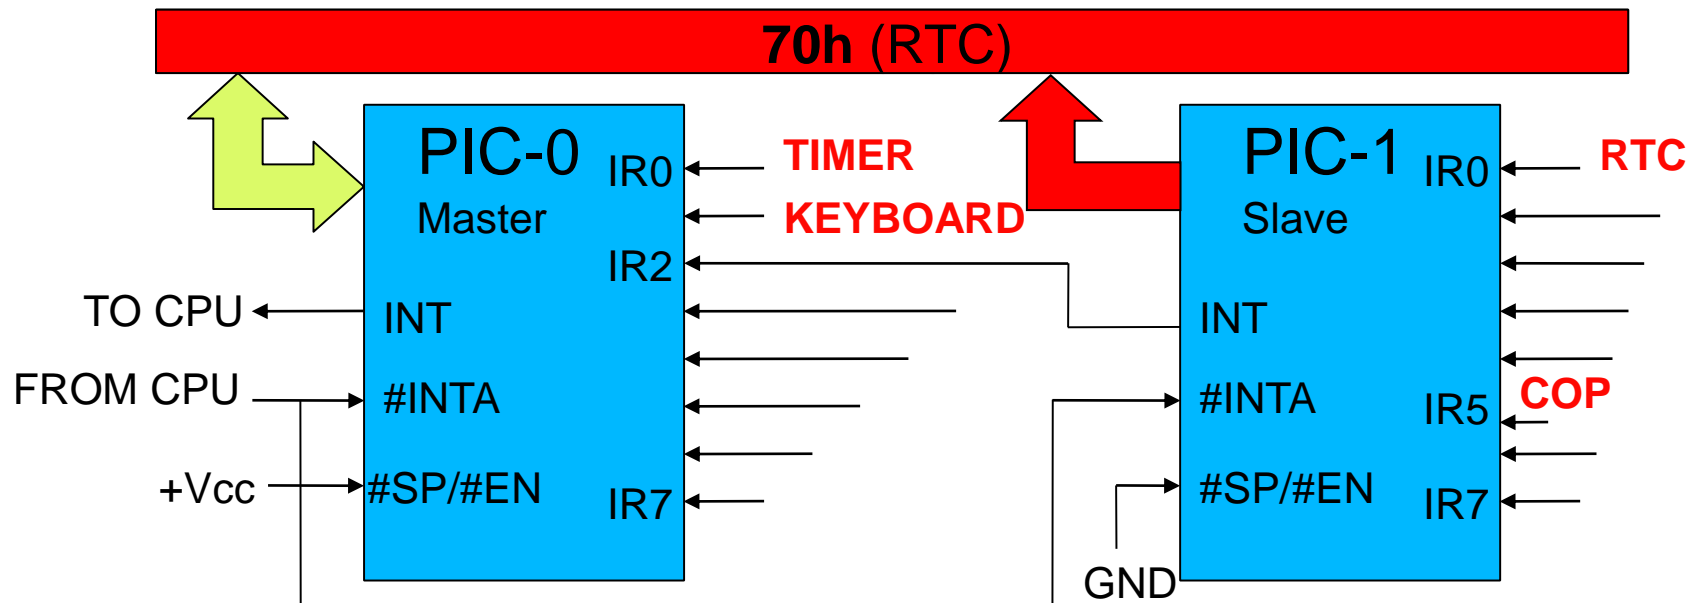 70h (RTC)
PIC-0
Master
IR0
TIMER
KEYBOARD
IR2
TO CPU
INT
FROM CPU
#INTA
+Vcc
#SP/#EN
IR7
PIC-1
Slave
IR0
RTC
INT
#INTA
IR5
COP
#SP/#EN
IR7
GND